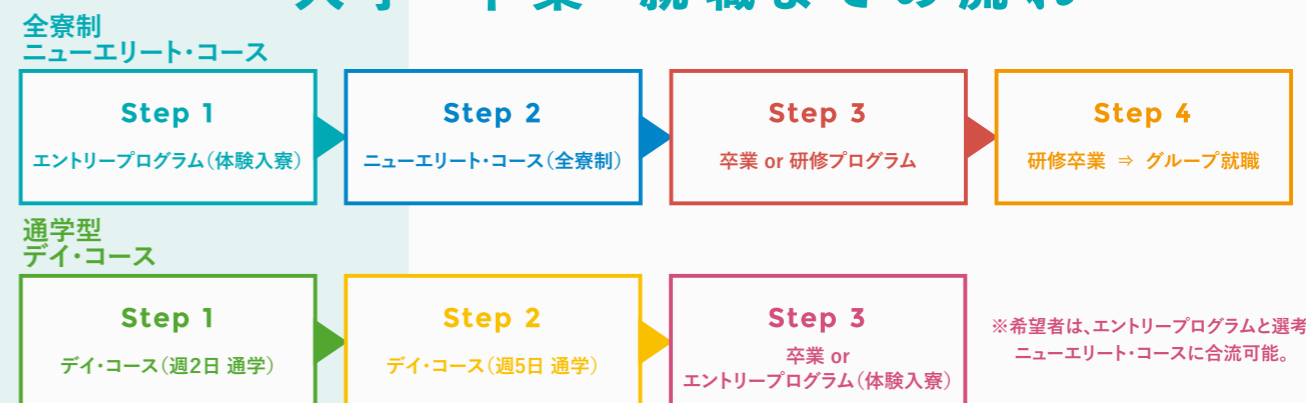 全寮制
ニューエリート・コース
Step 1
エントリープログラム(体験入寮)
Step 2
ニューエリート・コース(全寮制)
Step 3
卒業 or 研修プログラム
Step 4
研修卒業 ⇒ グループ就職
通学型
デイ・コース
Step 1
デイ・コース(週2日 通学)
Step 2
デイ・コース(週5日 通学)
Step 3
卒業 or
エントリープログラム(体験入寮)
※希望者は、エントリープログラムと選考
ニューエリート・コースに合流可能。